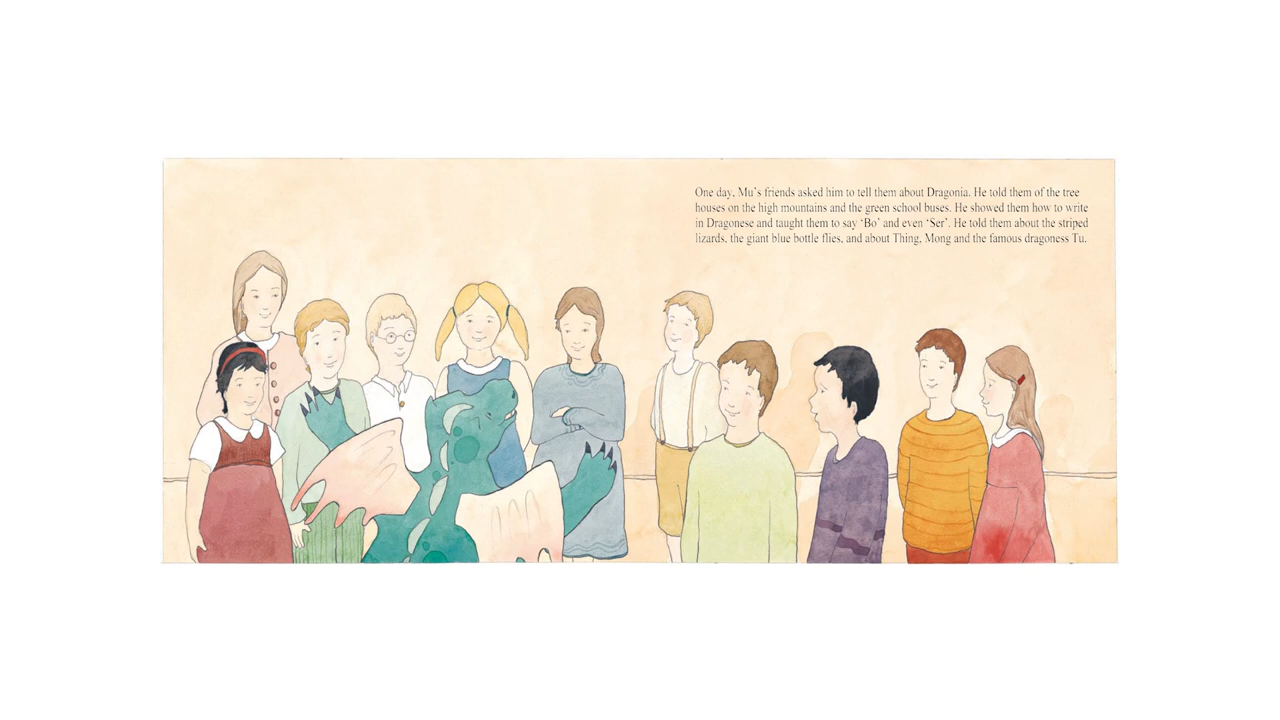 One day, Mu's friends asked him to tell them about Dragonia. He told them of the tree
houses on the high mountains and the green school buses. He showed them how to write
in Dragonese and taught them to say 'Bo' and even 'Ser'. He told them about the striped
lizards, the giant blue bottle flies, and about Thing, Mong and the famous dragoness Tu.